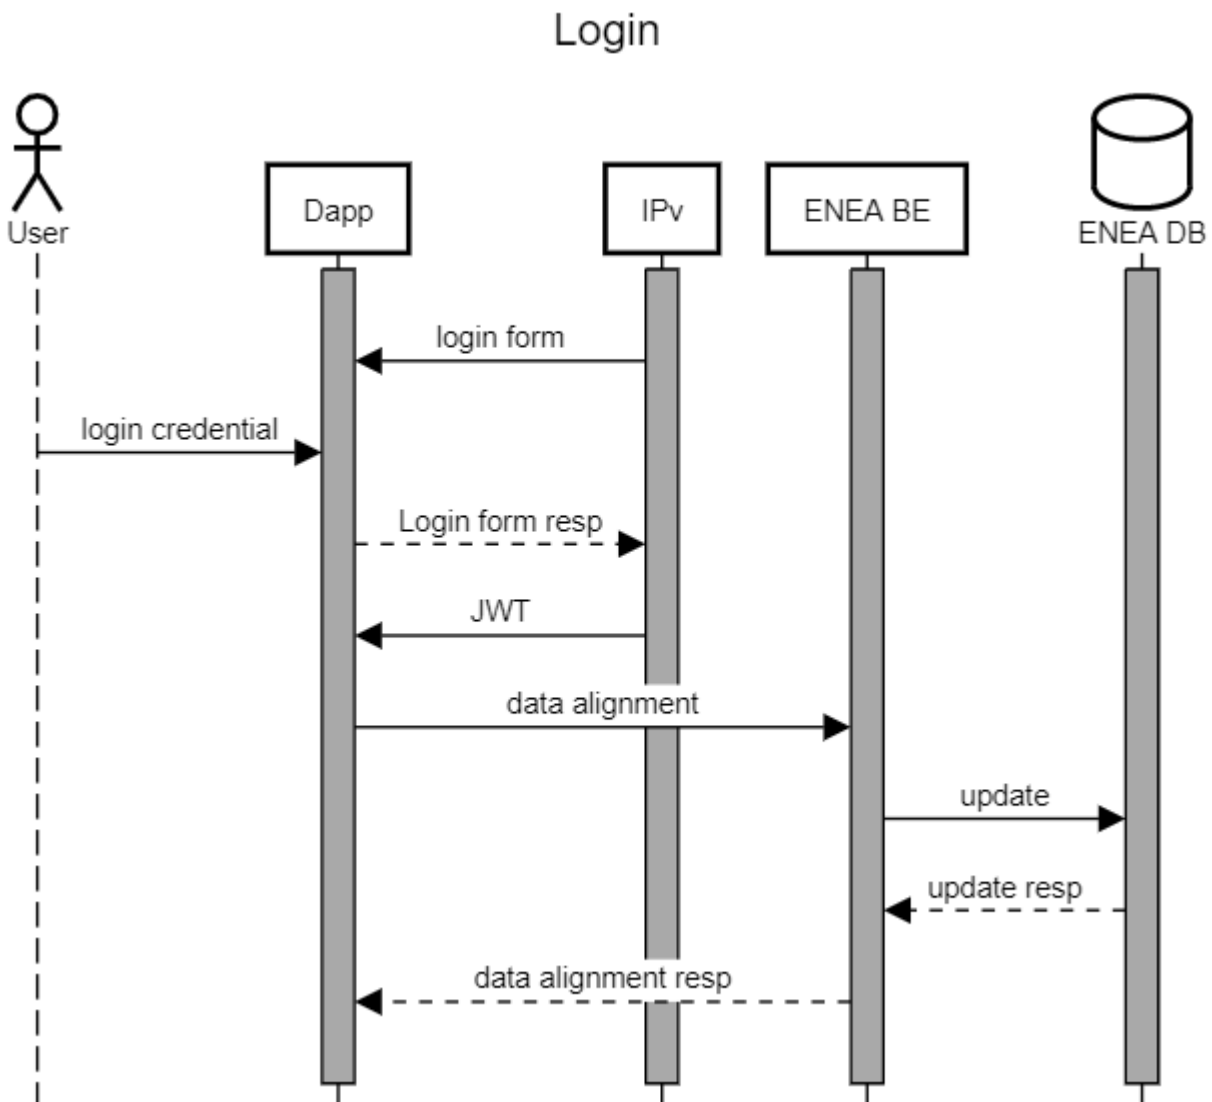 Login
User
Dapp
IPv
ENEA BE
ENEA DB
login form
login credential
Login form resp
JWT
data alignment
update
update resp
data alignment resp